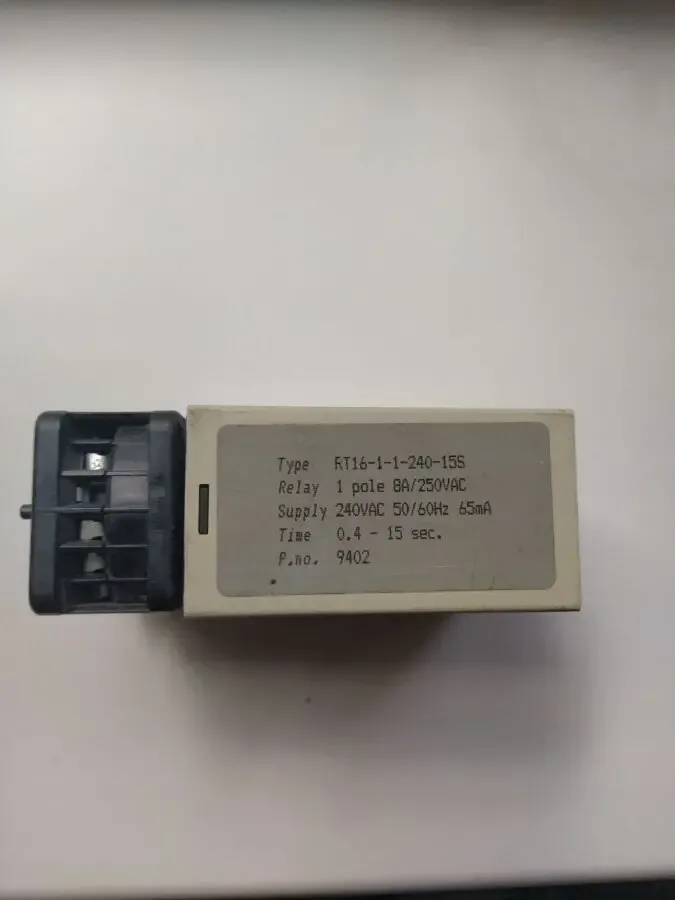 Type RT16-1-1-240-15S
Relay 1 pole 8A/250VAC
Supply 240VAC 50/60Hz 65mA
Time 0.4 - 15 sec.
P.no. 9402